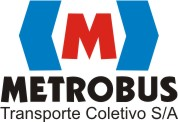 M
METROBUS
Transporte Coletivo S/A